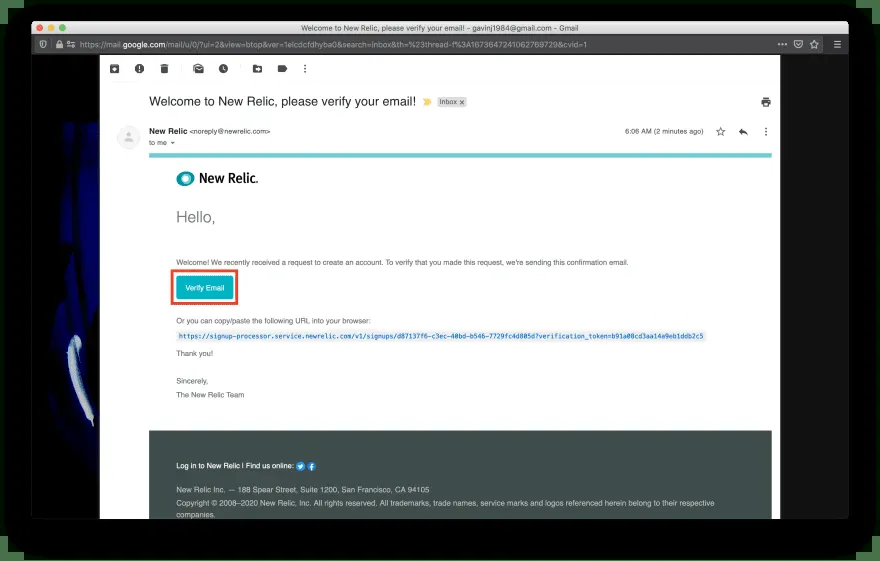 Welcome to New Relic, please verify your email! - gavinj1984@gmail.com - Gmail
https://mail.google.com/mail/u/0/?ui=2&view=btop&ver=1elcdcfdhyba0&search=inbox&th=%23thread-f%3A1673647241062769729&cvid=1
Welcome to New Relic, please verify your email! Inbox x
New Relic <noreply@newrelic.com> 6:06 AM (2 minutes ago)
to me
New Relic.
Hello,
Welcome! We recently received a request to create an account. To verify that you made this request, we're sending this confirmation email.
Verify Email
Or you can copy/paste the following URL into your browser:
https://signup-processor.service.newrelic.com/v1/signups/d87137f6-c3ec-40bd-b546-7729fc4d805d?verification_token=b91a08cd3aa14e9eb1ddb2c5
Thank you!
Sincerely,
The New Relic Team
Log in to New Relic | Find us online:
New Relic Inc. — 188 Spear Street, Suite 1200, San Francisco, CA 94105
Copyright © 2008–2020 New Relic, Inc. All rights reserved. All trademarks, trade names, service marks and logos referenced herein belong to their respective
companies.